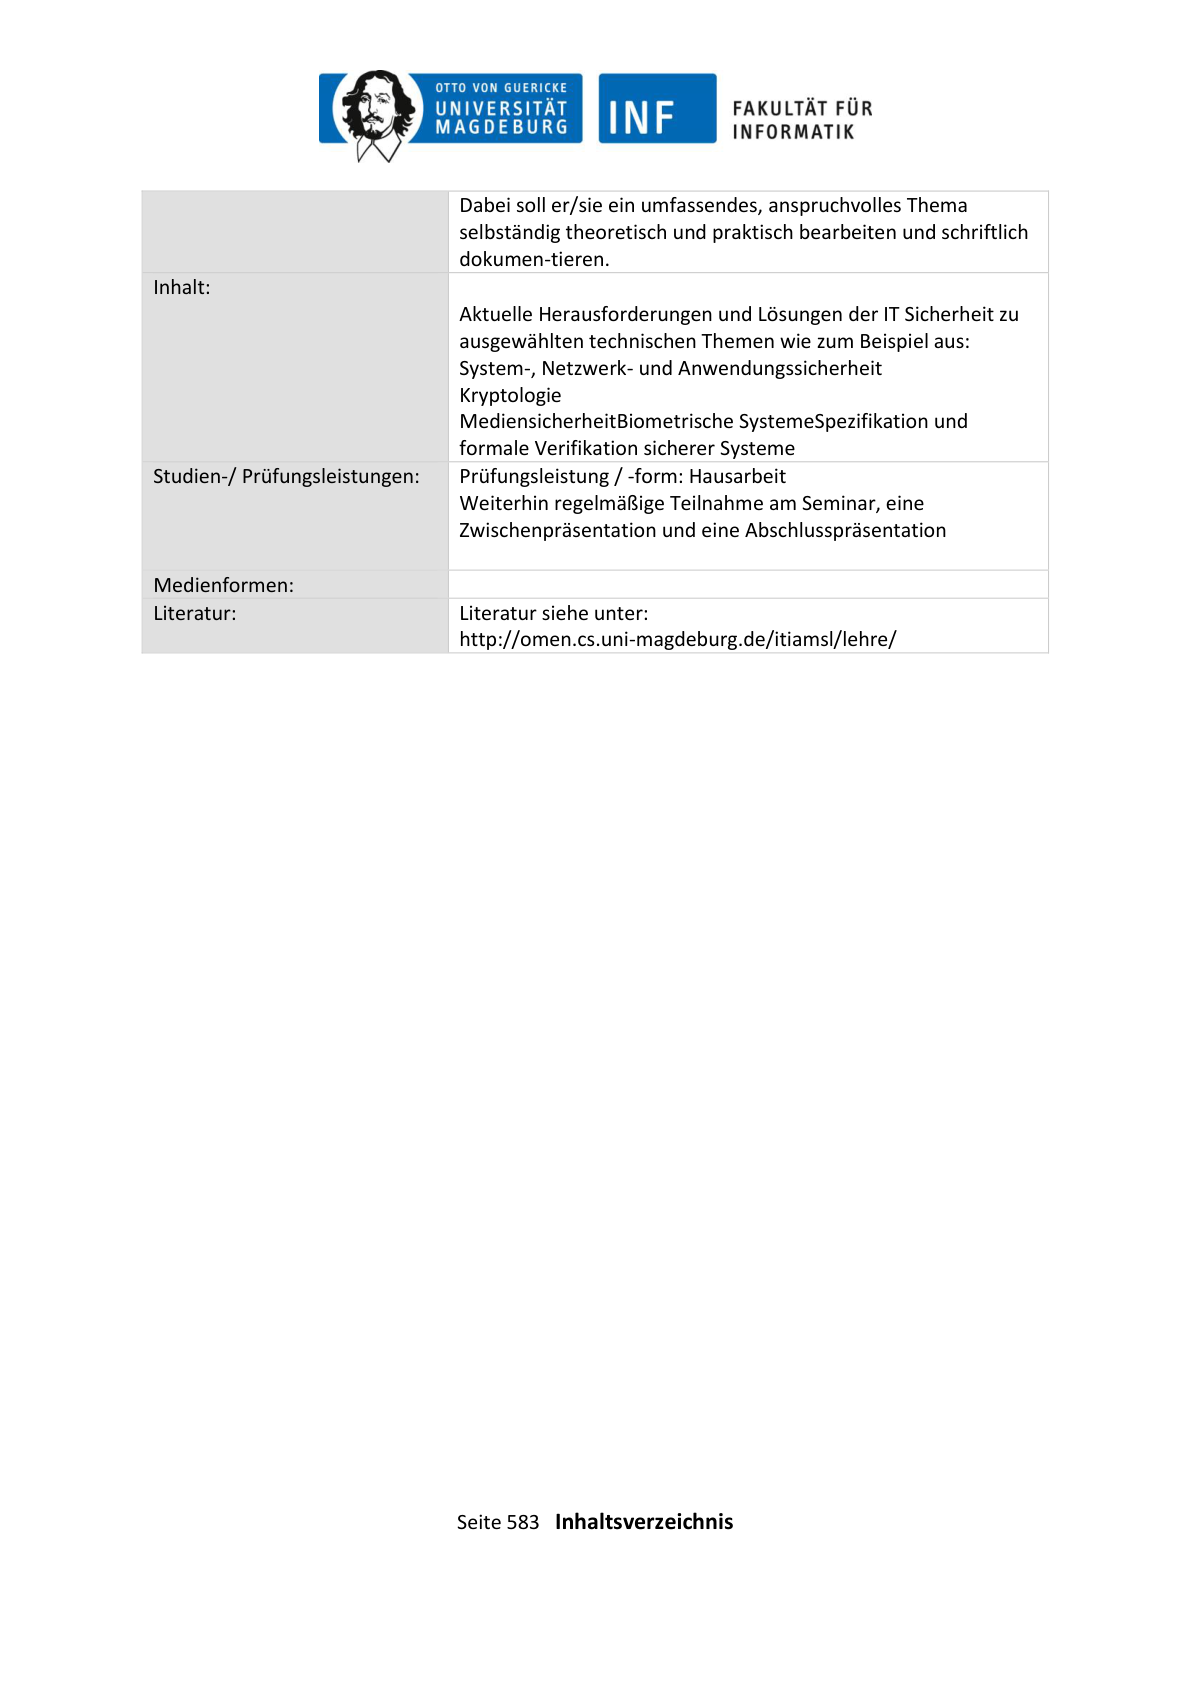 OTTO VON GUERICKE
UNIVERSITÄT
MAGDEBURG
INF
FAKULTÄT FÜR
INFORMATIK
Dabei soll er/sie ein umfassendes, anspruchvolles Thema
selbständig theoretisch und praktisch bearbeiten und schriftlich
dokumen-tieren.
Inhalt:
Aktuelle Herausforderungen und Lösungen der IT Sicherheit zu
ausgewählten technischen Themen wie zum Beispiel aus:
System-, Netzwerk- und Anwendungssicherheit
Kryptologie
MediensicherheitBiometrische SystemeSpezifikation und
formale Verifikation sicherer Systeme
Studien-/ Prüfungsleistungen:
Prüfungsleistung / -form: Hausarbeit
Weiterhin regelmäßige Teilnahme am Seminar, eine
Zwischenpräsentation und eine Abschlusspräsentation
Medienformen:
Literatur:
Literatur siehe unter:
http://omen.cs.uni-magdeburg.de/itiamsl/lehre/
Seite 583 Inhaltsverzeichnis